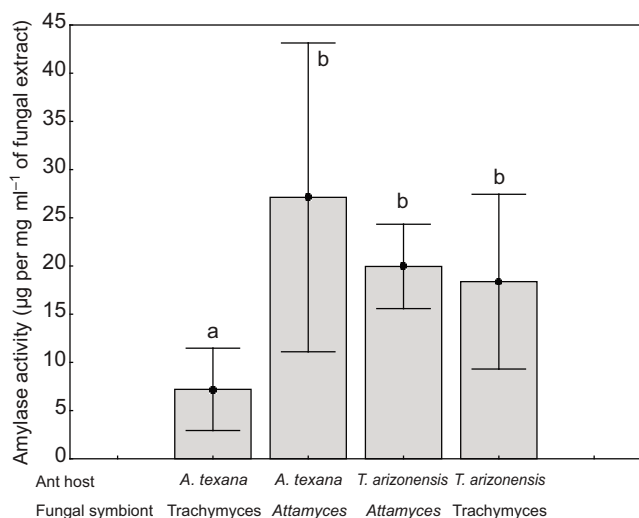 Amylase activity (µg per mg ml⁻¹ of fungal extract)
45
40
35
30
25
20
15
10
5
0
a
b
b
b
Ant host A. texana A. texana T. arizonensis T. arizonensis
Fungal symbiont Trachymyces Attamyces Attamyces Trachymyces